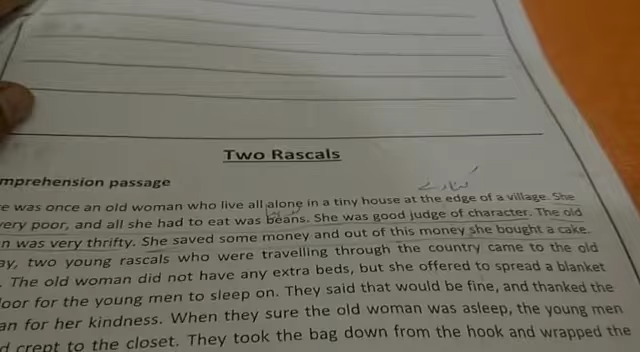 Two Rascals
mprehension passage
کنارے
e was once an old woman who live all alone in a tiny house at the edge of a village. She
ery poor, and all she had to eat was beans. She was good judge of character. The old
n was very thrifty. She saved some money and out of this money she bought a cake.
ay, two young rascals who were travelling through the country came to the old
. The old woman did not have any extra beds, but she offered to spread a blanket
loor for the young men to sleep on. They said that would be fine, and thanked the
an for her kindness. When they sure the old woman was asleep, the young men
d crept to the closet. They took the bag down from the hook and wrapped the